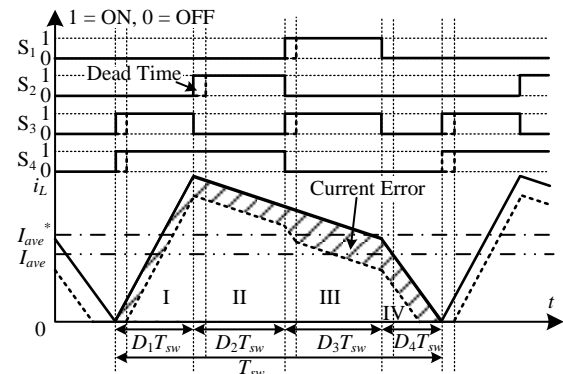 1 = ON, 0 = OFF
S1 1
0
Dead Time
S2 1
0
S3 1
0
S4 1
0
iL
Current Error
Iave*
Iave
I II III IV
0 t
D1Tsw D2Tsw D3Tsw D4Tsw
Tsw